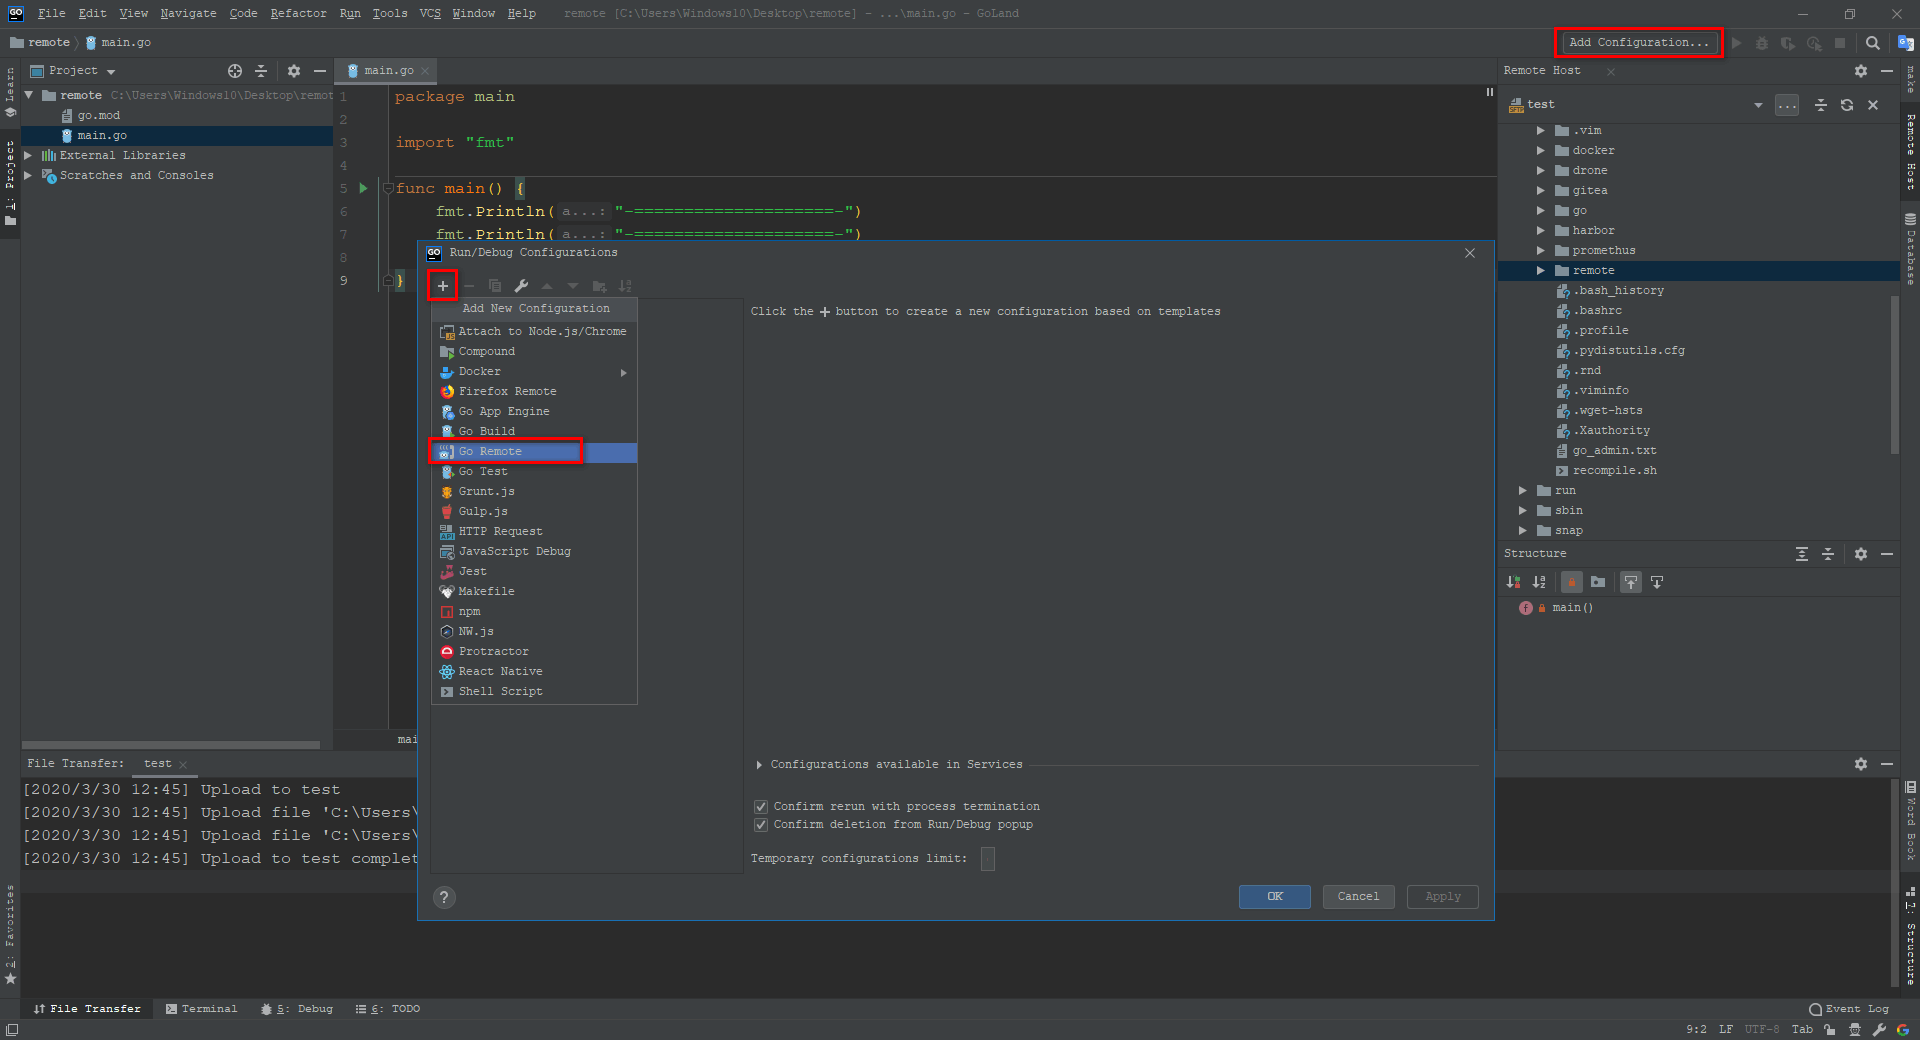 File Edit View Navigate Code Refactor Run Tools VCS Window Help remote [C:\Users\Windows10\Desktop\remote] - ...\main.go - GoLand
remote main.go
Add Configuration...
Learn
1: Project
2: Favorites
Project
remote C:\Users\Windows10\Desktop\remot
go.mod
main.go
External Libraries
Scratches and Consoles
main.go
1 package main
2
3 import "fmt"
4
5 func main() {
6 fmt.Println( a...: "-====================-")
7 fmt.Println( a...: "-====================-")
8
9 }
mai
Run/Debug Configurations
Add New Configuration
Attach to Node.js/Chrome
Compound
Docker
Firefox Remote
Go App Engine
Go Build
Go Remote
Go Test
Grunt.js
Gulp.js
HTTP Request
JavaScript Debug
Jest
Makefile
npm
NW.js
Protractor
React Native
Shell Script
Click the + button to create a new configuration based on templates
Configurations available in Services
Confirm rerun with process termination
Confirm deletion from Run/Debug popup
Temporary configurations limit:
?
OK Cancel Apply
Remote Host
test
...
.vim
docker
drone
gitea
go
harbor
promethus
remote
.bash_history
.bashrc
.profile
.pydistutils.cfg
.rnd
.viminfo
.wget-hsts
.Xauthority
go_admin.txt
recompile.sh
run
sbin
snap
Structure
main()
make
Remote Host
Database
Word Book
7: Structure
File Transfer: test
[2020/3/30 12:45] Upload to test
[2020/3/30 12:45] Upload file 'C:\Users\
[2020/3/30 12:45] Upload file 'C:\Users\
[2020/3/30 12:45] Upload to test complet
File Transfer Terminal 5: Debug 6: TODO
Event Log
9:2 LF UTF-8 Tab